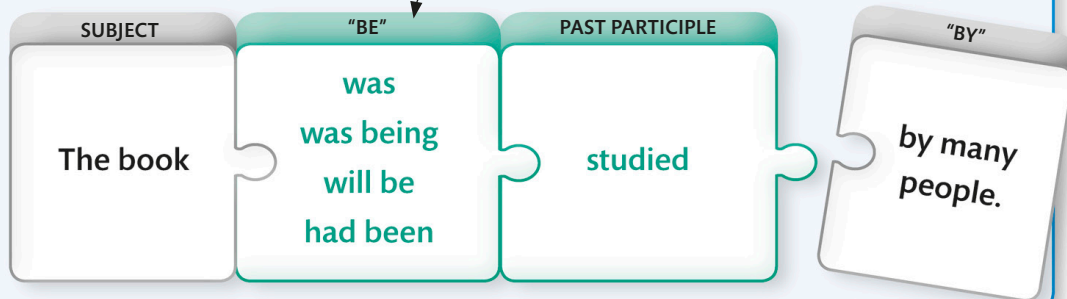 SUBJECT
"BE"
PAST PARTICIPLE
"BY"
The book
was
was being
will be
had been
studied
by many
people.